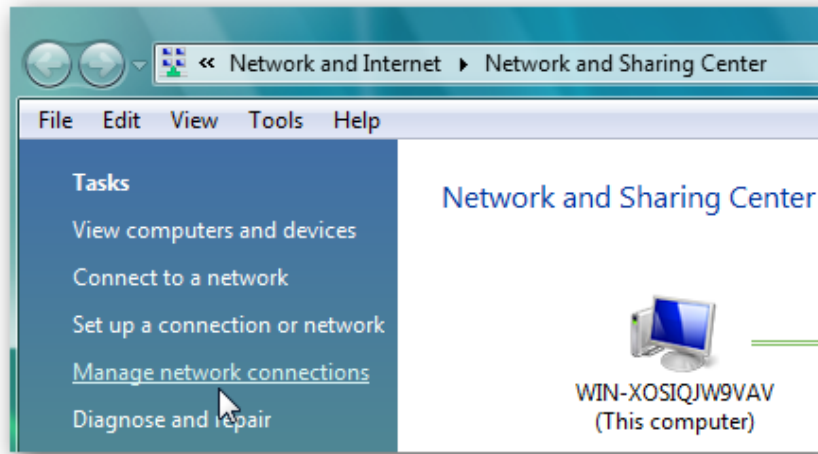 « Network and Internet ▸ Network and Sharing Center
File Edit View Tools Help
Tasks
View computers and devices
Connect to a network
Set up a connection or network
Manage network connections
Diagnose and repair
Network and Sharing Center
WIN-XOSIQJW9VAV
(This computer)